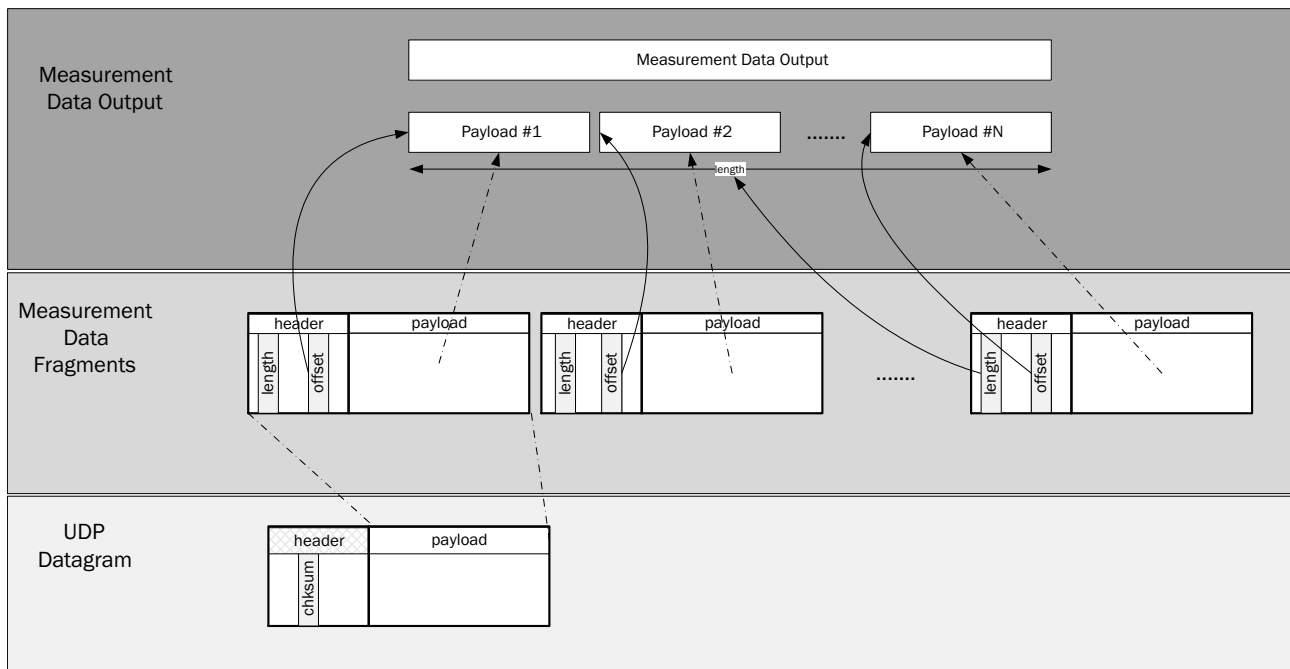 Measurement
Data Output
Measurement Data Output
Payload #1
Payload #2
.......
Payload #N
length
Measurement
Data
Fragments
header
payload
length
offset
header
payload
length
offset
.......
header
payload
length
offset
UDP
Datagram
header
payload
chksum